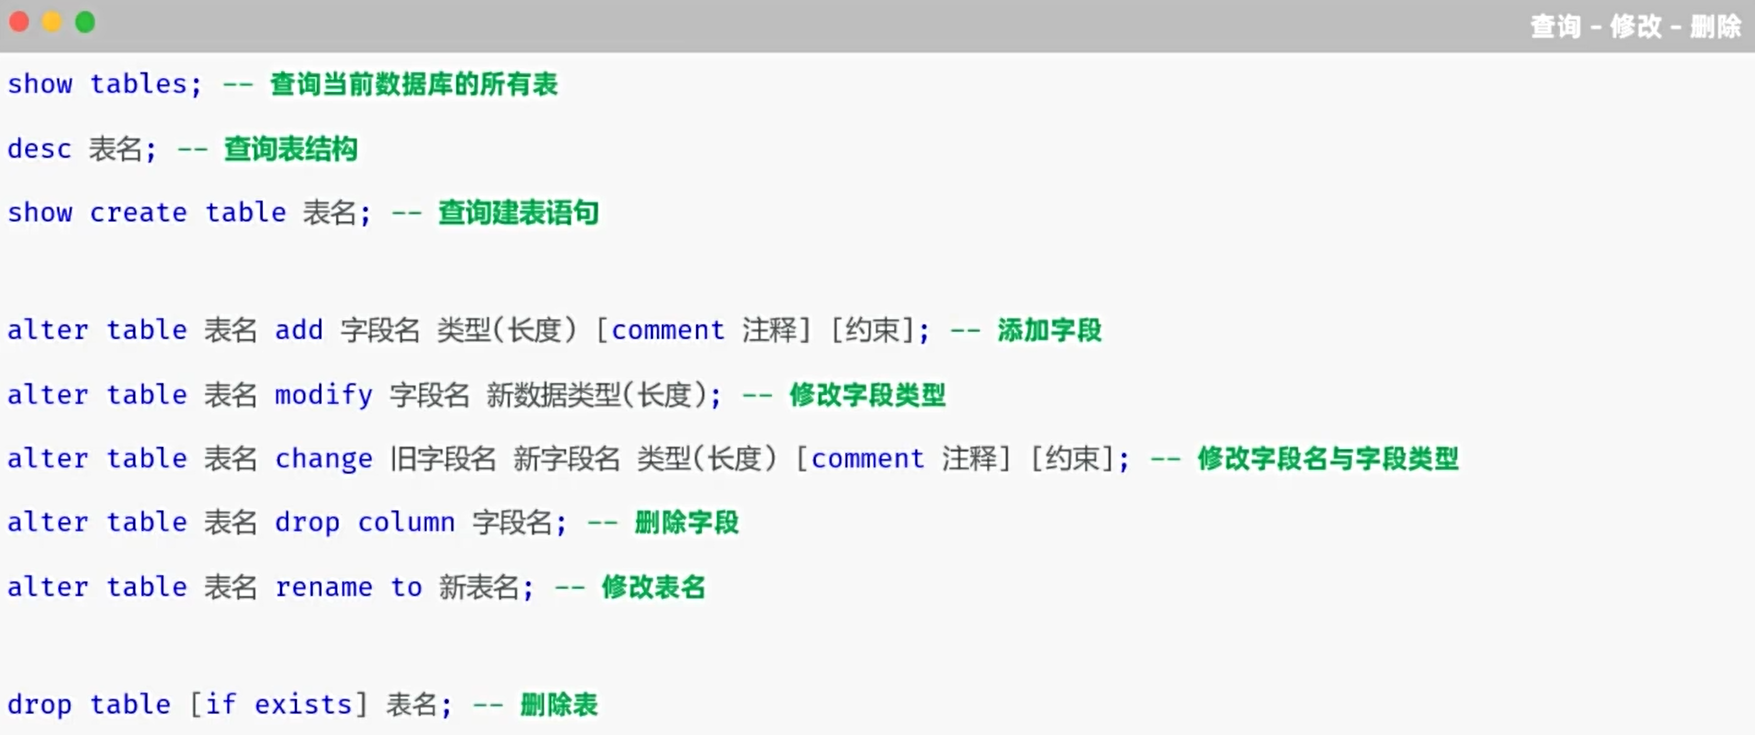 查询 - 修改 - 删除
show tables; -- 查询当前数据库的所有表
desc 表名; -- 查询表结构
show create table 表名; -- 查询建表语句
alter table 表名 add 字段名 类型(长度) [comment 注释] [约束]; -- 添加字段
alter table 表名 modify 字段名 新数据类型(长度); -- 修改字段类型
alter table 表名 change 旧字段名 新字段名 类型(长度) [comment 注释] [约束]; -- 修改字段名与字段类型
alter table 表名 drop column 字段名; -- 删除字段
alter table 表名 rename to 新表名; -- 修改表名
drop table [if exists] 表名; -- 删除表